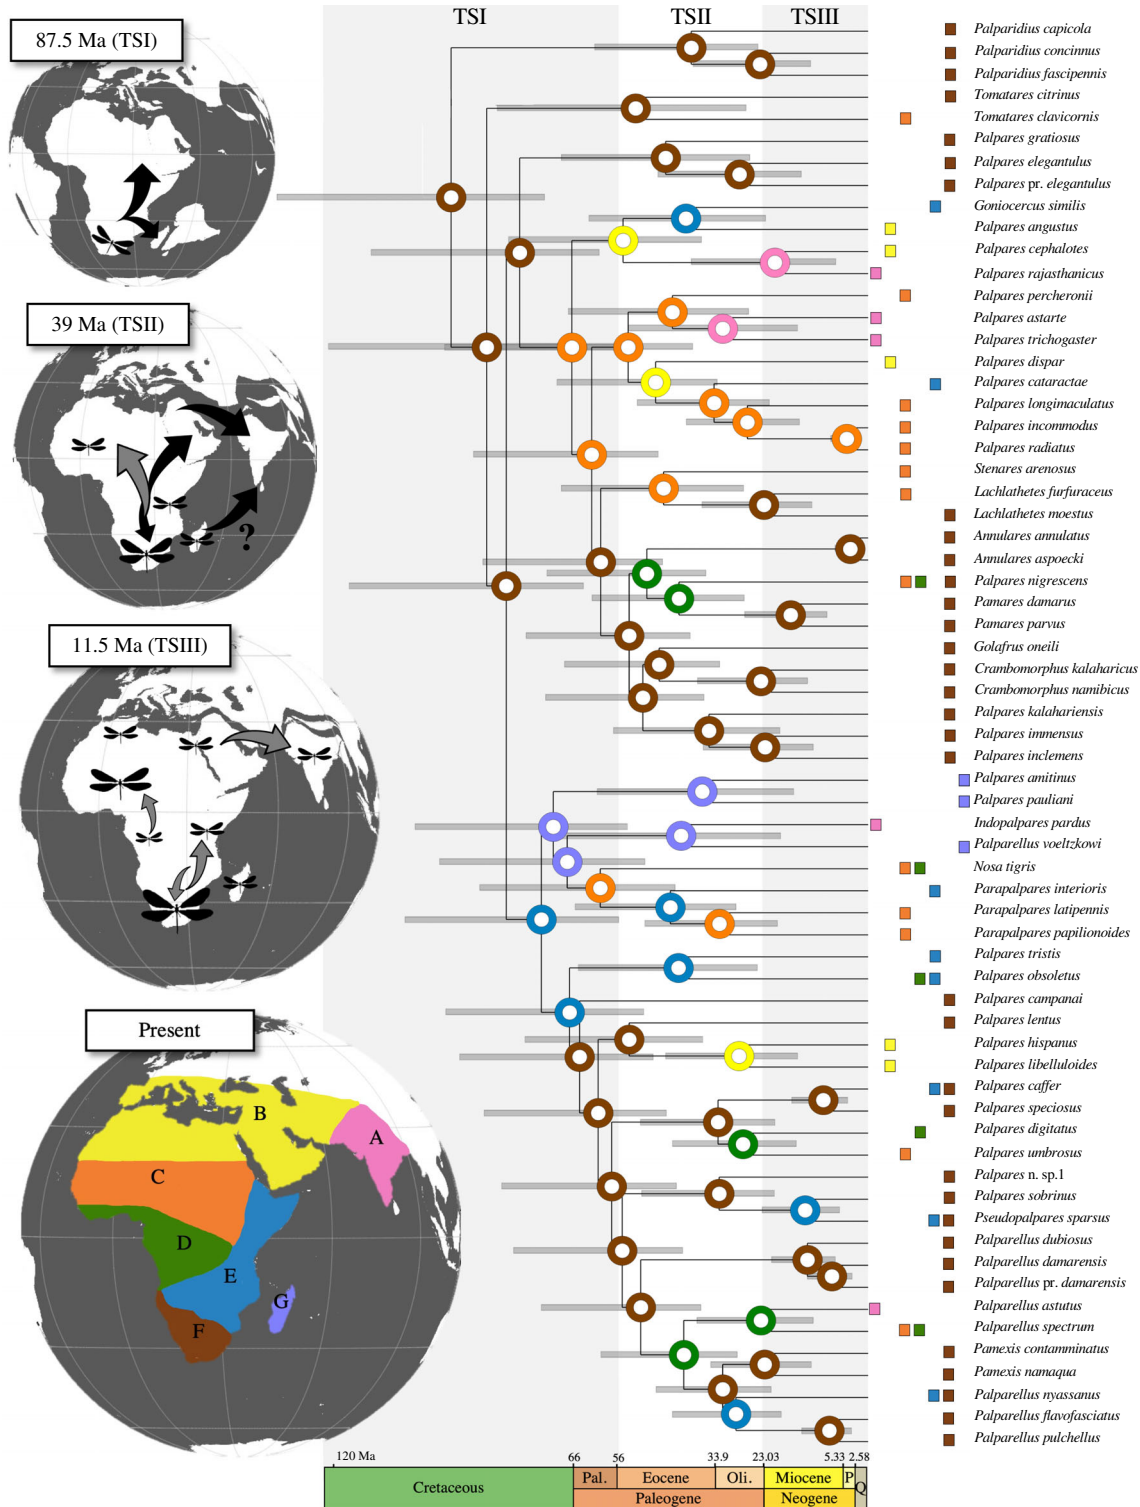 TSI TSII TSIII
87.5 Ma (TSI)
39 Ma (TSII)
?
11.5 Ma (TSIII)
Present
A
B
C
D
E
F
G
Palparidius capicola
Palparidius concinnus
Palparidius fascipennis
Tomatares citrinus
Tomatares clavicornis
Palpares gratiosus
Palpares elegantulus
Palpares pr. elegantulus
Goniocercus similis
Palpares angustus
Palpares cephalotes
Palpares rajasthanicus
Palpares percheronii
Palpares astarte
Palpares trichogaster
Palpares dispar
Palpares cataractae
Palpares longimaculatus
Palpares incommodus
Palpares radiatus
Stenares arenosus
Lachlathetes furfuraceus
Lachlathetes moestus
Annulares annulatus
Annulares aspoecki
Palpares nigrescens
Pamares damarus
Pamares parvus
Golafrus oneili
Crambomorphus kalaharicus
Crambomorphus namibicus
Palpares kalahariensis
Palpares immensus
Palpares inclemens
Palpares amitinus
Palpares pauliani
Indopalpares pardus
Palparellus voeltzkowi
Nosa tigris
Parapalpares interioris
Parapalpares latipennis
Parapalpares papilionoides
Palpares tristis
Palpares obsoletus
Palpares campanai
Palpares lentus
Palpares hispanus
Palpares libelluloides
Palpares caffer
Palpares speciosus
Palpares digitatus
Palpares umbrosus
Palpares n. sp.1
Palpares sobrinus
Pseudopalpares sparsus
Palparellus dubiosus
Palparellus damarensis
Palparellus pr. damarensis
Palparellus astutus
Palparellus spectrum
Pamexis contamminatus
Pamexis namaqua
Palparellus nyassanus
Palparellus flavofasciatus
Palparellus pulchellus
120 Ma 66 56 33.9 23.03 5.33 2.58
Cretaceous Pal. Eocene Oli. Miocene P Q
Paleogene Neogene